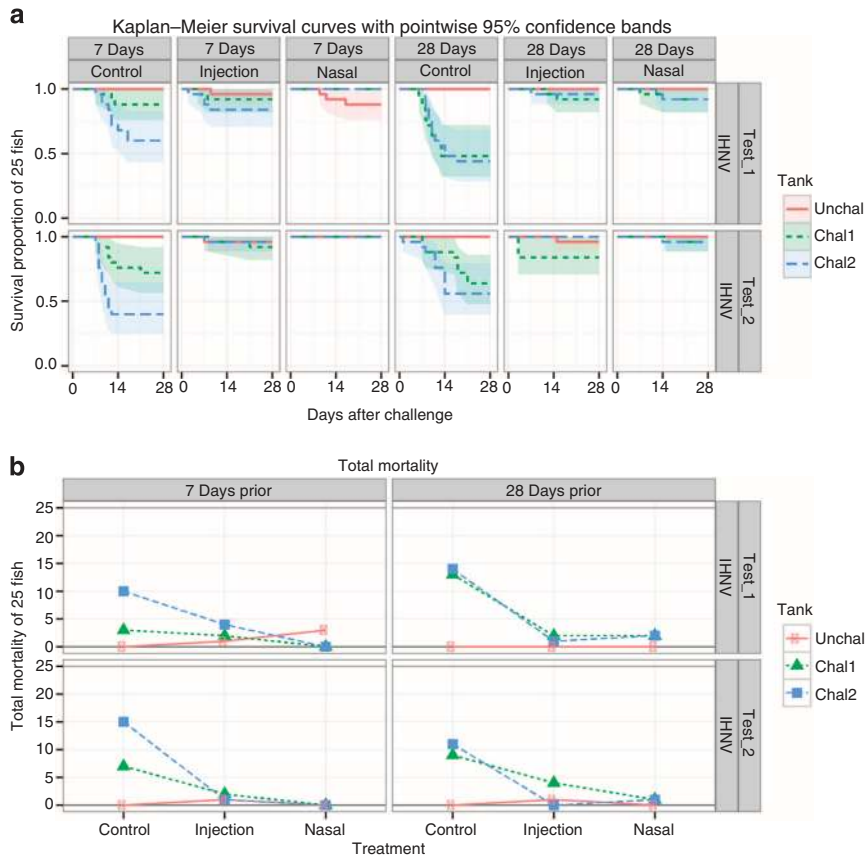 a
Kaplan–Meier survival curves with pointwise 95% confidence bands
7 Days 7 Days 7 Days 28 Days 28 Days 28 Days
Control Injection Nasal Control Injection Nasal
Survival proportion of 25 fish
1.0
0.5
0.0
IHNV
Test_1
1.0
0.5
0.0
IHNV
Test_2
0 14 28 0 14 28 0 14 28 0 14 28 0 14 28 0 14 28
Days after challenge
Tank
Unchal
Chal1
Chal2
b
Total mortality
7 Days prior 28 Days prior
Total mortality of 25 fish
25
20
15
10
5
0
IHNV
Test_1
25
20
15
10
5
0
IHNV
Test_2
Control Injection Nasal Control Injection Nasal
Treatment
Tank
Unchal
Chal1
Chal2